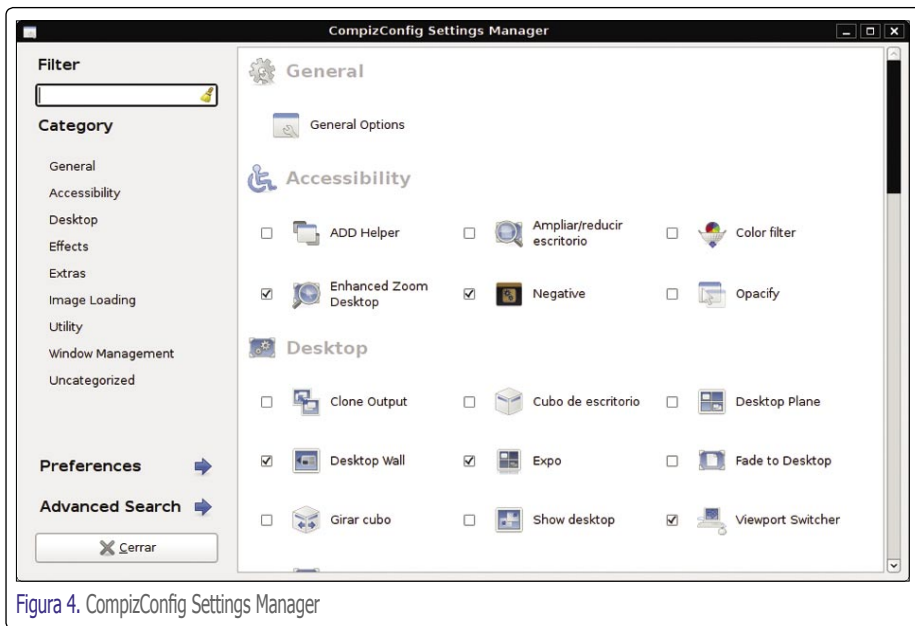 CompizConfig Settings Manager
Filter
Category
General
Accessibility
Desktop
Effects
Extras
Image Loading
Utility
Window Management
Uncategorized
Preferences
Advanced Search
Cerrar
General
General Options
Accessibility
ADD Helper
Ampliar/reducir
escritorio
Color filter
Enhanced Zoom
Desktop
Negative
Opacify
Desktop
Clone Output
Cubo de escritorio
Desktop Plane
Desktop Wall
Expo
Fade to Desktop
Girar cubo
Show desktop
Viewport Switcher
Figura 4. CompizConfig Settings Manager